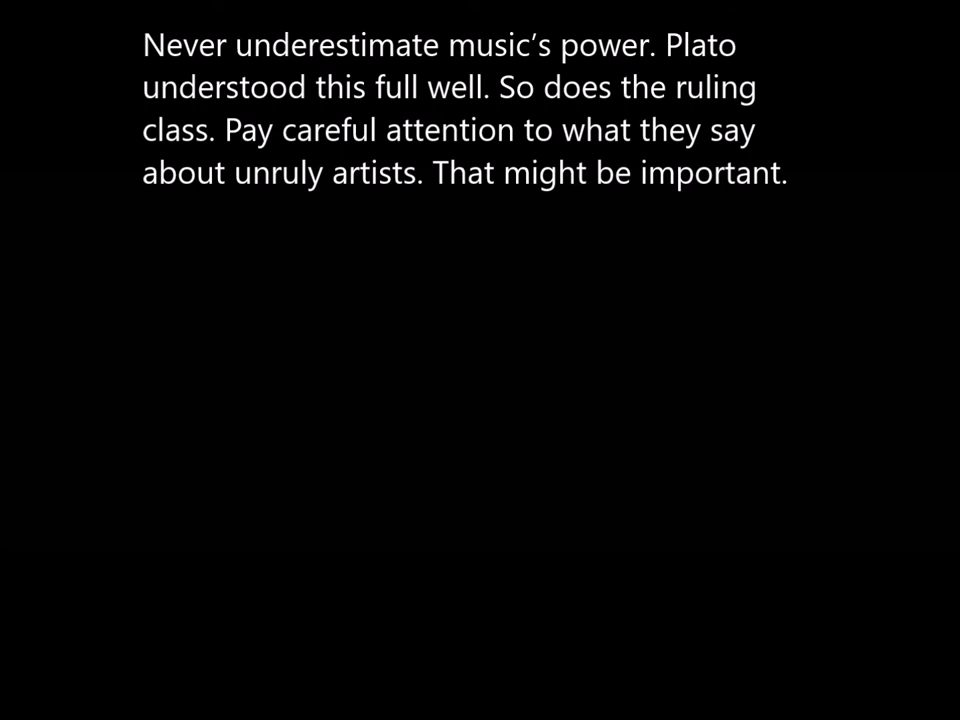 Never underestimate music’s power. Plato
understood this full well. So does the ruling
class. Pay careful attention to what they say
about unruly artists. That might be important.